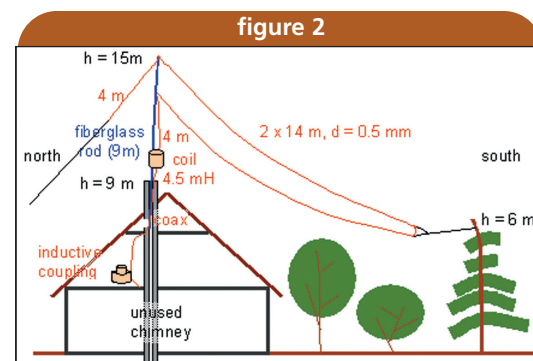 figure 2
h = 15m
4 m
fiberglass
rod (9m)
north
4 m
coil
4.5 mH
2 x 14 m, d = 0.5 mm
south
h = 9 m
h = 6 m
coax
inductive
coupling
unused
chimney